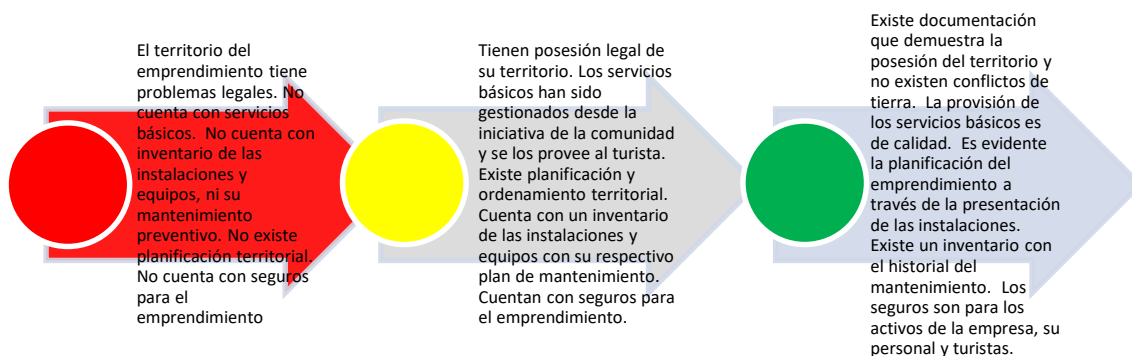 El territorio del
emprendimiento tiene
problemas legales. No
cuenta con servicios
básicos. No cuenta con
inventario de las
instalaciones y
equipos, ni su
mantenimiento
preventivo. No existe
planificación territorial.
No cuenta con seguros
para el
emprendimiento
Tienen posesión legal de
su territorio. Los servicios
básicos han sido
gestionados desde la
iniciativa de la comunidad
y se los provee al turista.
Existe planificación y
ordenamiento territorial.
Cuenta con un inventario
de las instalaciones y
equipos con su respectivo
plan de mantenimiento.
Cuentan con seguros para
el emprendimiento.
Existe documentación
que demuestra la
posesión del territorio y
no existen conflictos de
tierra. La provisión de
los servicios básicos es
de calidad. Es evidente
la planificación del
emprendimiento a
través de la presentación
de las instalaciones.
Existe un inventario con
el historial del
mantenimiento. Los
seguros son para los
activos de la empresa, su
personal y turistas.